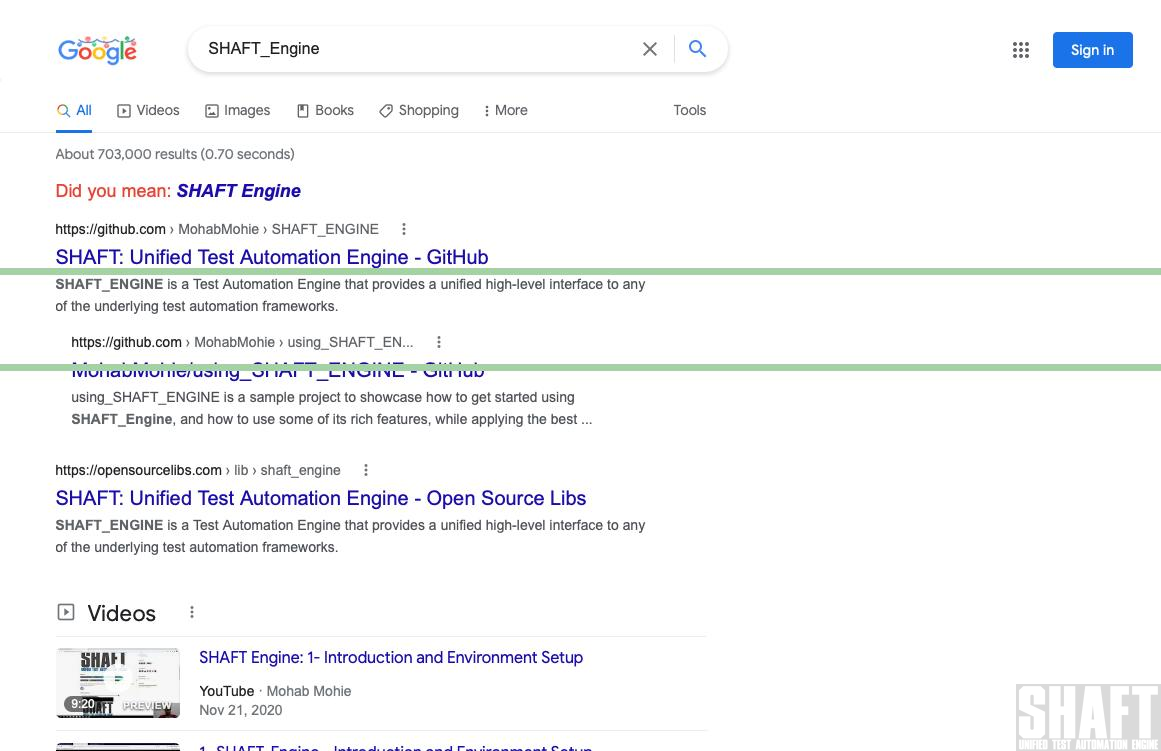 Google
SHAFT_Engine
Sign in
All Videos Images Books Shopping More Tools
About 703,000 results (0.70 seconds)
Did you mean: SHAFT Engine
https://github.com › MohabMohie › SHAFT_ENGINE
SHAFT: Unified Test Automation Engine - GitHub
SHAFT_ENGINE is a Test Automation Engine that provides a unified high-level interface to any
of the underlying test automation frameworks.
https://github.com › MohabMohie › using_SHAFT_EN...
MohabMohie/using_SHAFT_ENGINE - GitHub
using_SHAFT_ENGINE is a sample project to showcase how to get started using
SHAFT_Engine, and how to use some of its rich features, while applying the best ...
https://opensourcelibs.com › lib › shaft_engine
SHAFT: Unified Test Automation Engine - Open Source Libs
SHAFT_ENGINE is a Test Automation Engine that provides a unified high-level interface to any
of the underlying test automation frameworks.
Videos
SHAFT
9:20 PREVIEW
SHAFT Engine: 1- Introduction and Environment Setup
YouTube · Mohab Mohie
Nov 21, 2020
1- SHAFT_Engine - Introduction and Environment Setup
SHAFT
UNIFIED TEST AUTOMATION ENGINE